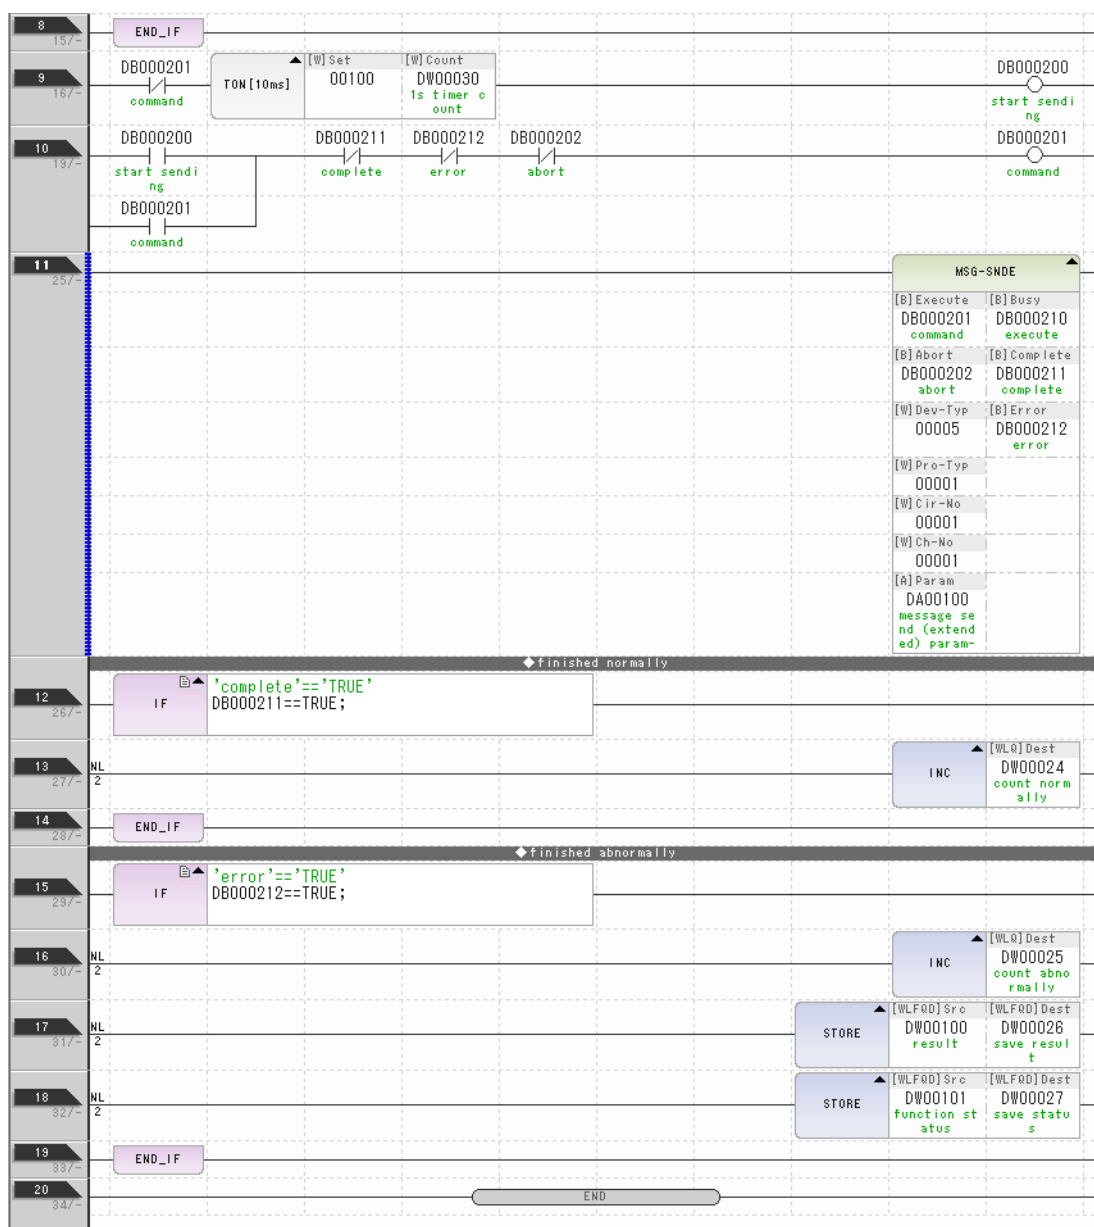 8
15/-
END_IF
9
16/-
DB000201
command
TON[10ms]
[W]Set
00100
[W]Count
DW00030
1s timer c
ount
DB000200
start sendi
ng
10
19/-
DB000200
start sendi
ng
DB000211
complete
DB000212
error
DB000202
abort
DB000201
command
DB000201
command
11
25/-
MSG-SNDE
[B]Execute [B]Busy
DB000201 DB000210
command execute
[B]Abort [B]Complete
DB000202 DB000211
abort complete
[W]Dev-Typ [B]Error
00005 DB000212
error
[W]Pro-Typ
00001
[W]Cir-No
00001
[W]Ch-No
00001
[A]Param
DA00100
message se
nd (extend
ed) param-
◆finished normally
12
26/-
IF
'complete'=='TRUE'
DB000211==TRUE;
13
27/-
NL
2
INC
[WLQ]Dest
DW00024
count norm
ally
14
28/-
END_IF
◆finished abnormally
15
29/-
IF
'error'=='TRUE'
DB000212==TRUE;
16
30/-
NL
2
INC
[WLQ]Dest
DW00025
count abno
rmally
17
31/-
NL
2
STORE
[WLFQD]Src [WLFQD]Dest
DW00100 DW00026
result save resul
t
18
32/-
NL
2
STORE
[WLFQD]Src [WLFQD]Dest
DW00101 DW00027
function st save statu
atus s
19
33/-
END_IF
20
34/-
END